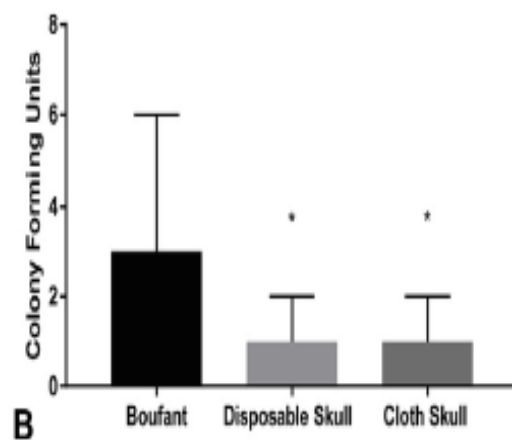 Colony Forming Units
8
6
4
2
0
*
*
Boufant
Disposable Skull
Cloth Skull
B